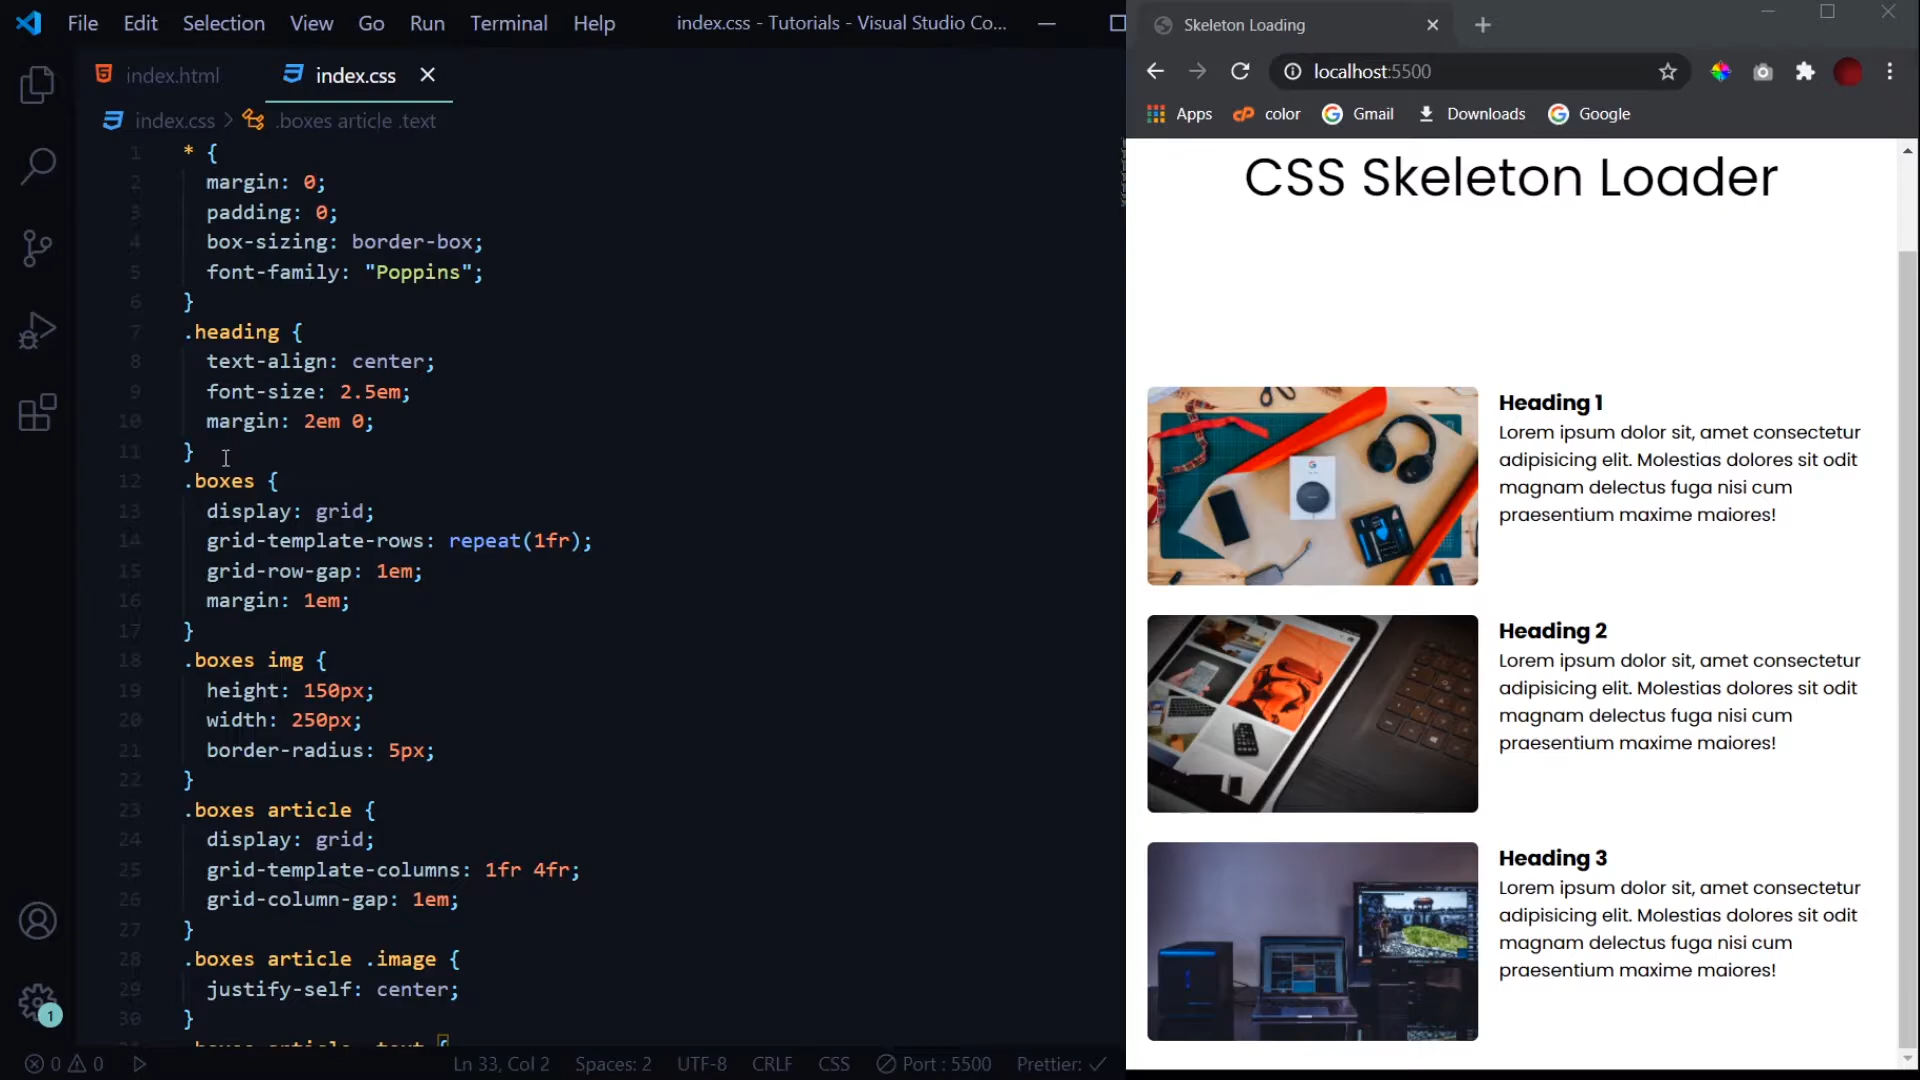 File Edit Selection View Go Run Terminal Help index.css - Tutorials - Visual Studio Co...
index.html index.css
index.css > .boxes article .text
1 * {
2 margin: 0;
3 padding: 0;
4 box-sizing: border-box;
5 font-family: "Poppins";
6 }
7 .heading {
8 text-align: center;
9 font-size: 2.5em;
10 margin: 2em 0;
11 }
12 .boxes {
13 display: grid;
14 grid-template-rows: repeat(1fr);
15 grid-row-gap: 1em;
16 margin: 1em;
17 }
18 .boxes img {
19 height: 150px;
20 width: 250px;
21 border-radius: 5px;
22 }
23 .boxes article {
24 display: grid;
25 grid-template-columns: 1fr 4fr;
26 grid-column-gap: 1em;
27 }
28 .boxes article .image {
29 justify-self: center;
30 }
1
0 0 Ln 33, Col 2 Spaces: 2 UTF-8 CRLF CSS Port : 5500 Prettier: ✓
Skeleton Loading
localhost:5500
Apps color Gmail Downloads Google
CSS Skeleton Loader
Heading 1
Lorem ipsum dolor sit, amet consectetur
adipisicing elit. Molestias dolores sit odit
magnam delectus fuga nisi cum
praesentium maxime maiores!
Heading 2
Lorem ipsum dolor sit, amet consectetur
adipisicing elit. Molestias dolores sit odit
magnam delectus fuga nisi cum
praesentium maxime maiores!
Heading 3
Lorem ipsum dolor sit, amet consectetur
adipisicing elit. Molestias dolores sit odit
magnam delectus fuga nisi cum
praesentium maxime maiores!